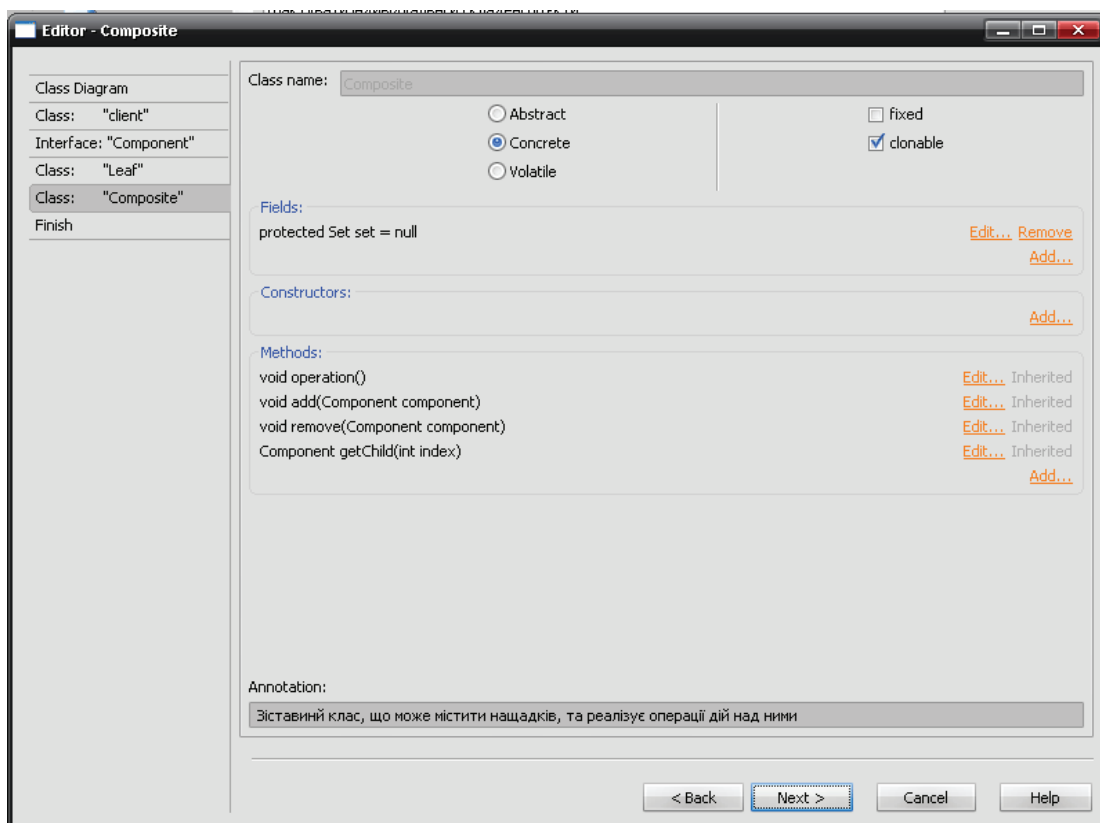 Editor - Composite
Class Diagram
Class: "client"
Interface: "Component"
Class: "Leaf"
Class: "Composite"
Finish
Class name: Composite
Abstract
Concrete
Volatile
fixed
clonable
Fields:
protected Set set = null Edit... Remove
Add...
Constructors:
Add...
Methods:
void operation() Edit... Inherited
void add(Component component) Edit... Inherited
void remove(Component component) Edit... Inherited
Component getChild(int index) Edit... Inherited
Add...
Annotation:
Зіставинй клас, що може містити нащадків, та реалізує операції дій над ними
< Back Next > Cancel Help